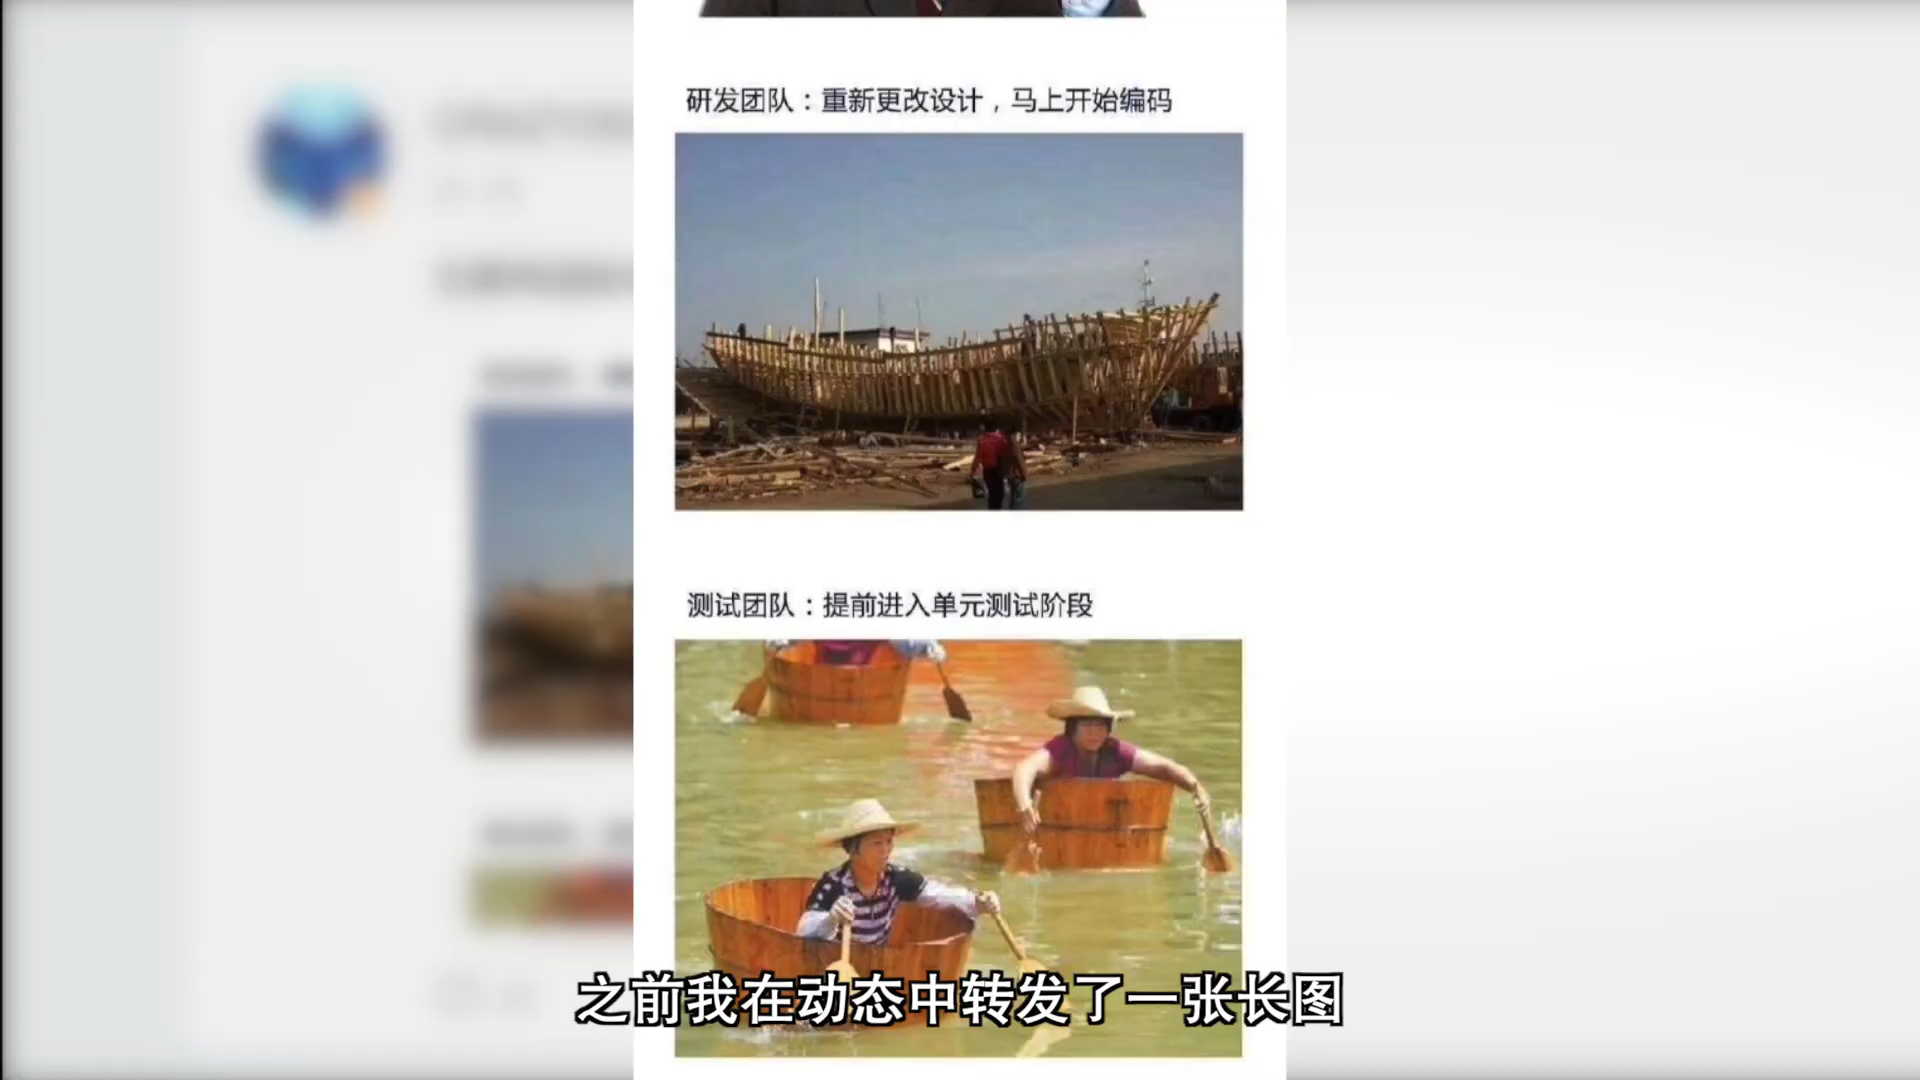 研发团队：重新更改设计，马上开始编码
测试团队：提前进入单元测试阶段
之前我在动态中转发了一张长图